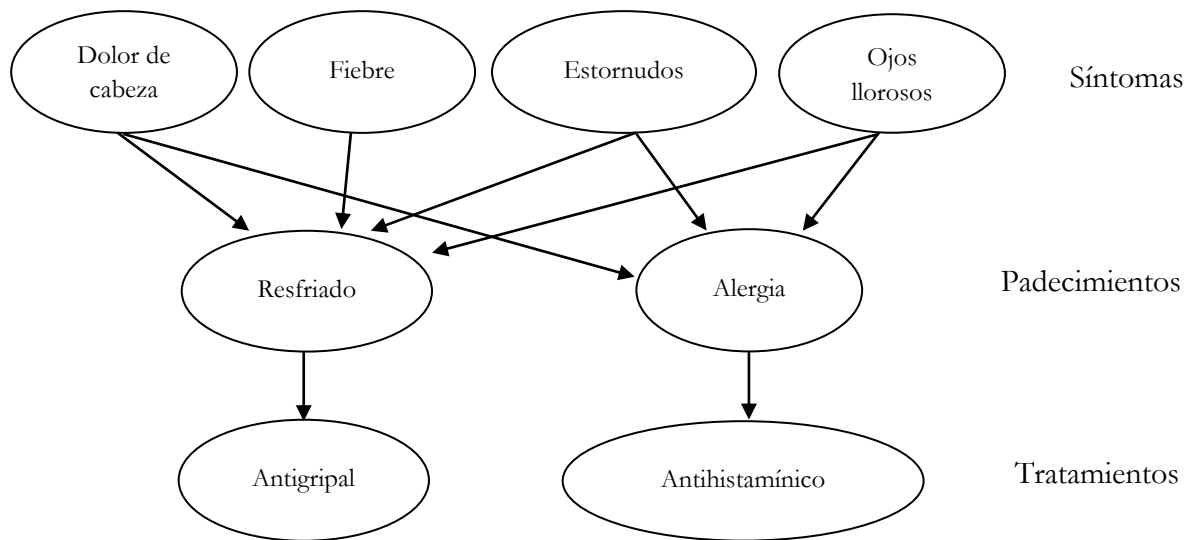 Dolor de
cabeza
Fiebre
Estornudos
Ojos
llorosos
Síntomas
Resfriado
Alergia
Padecimientos
Antigripal
Antihistamínico
Tratamientos